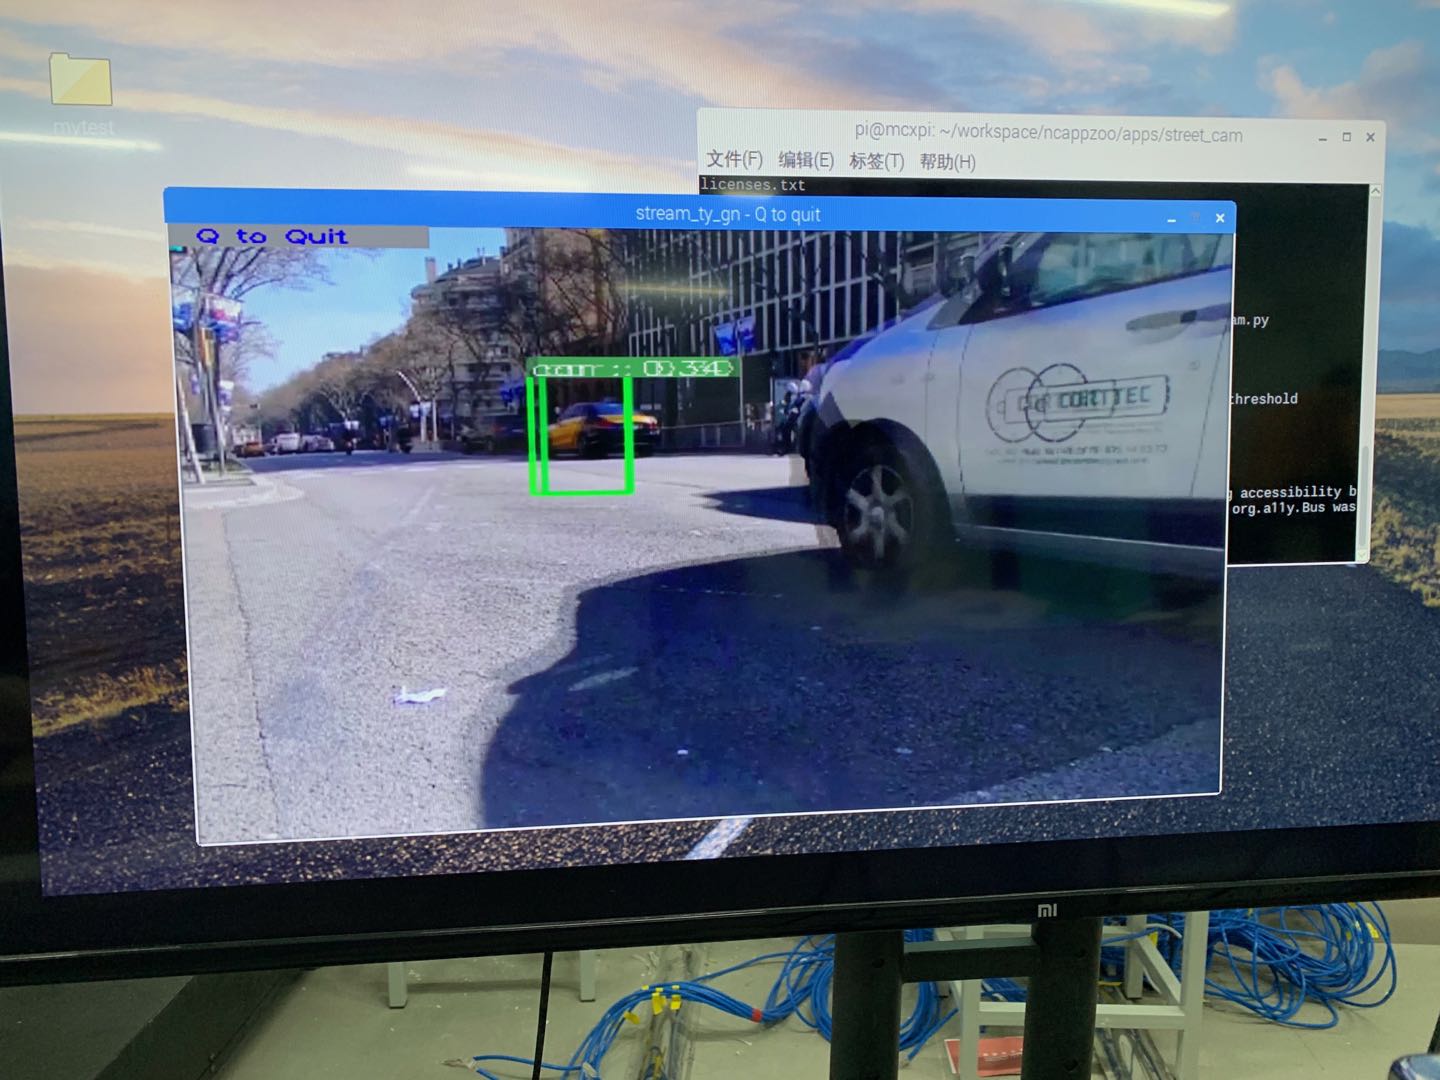 mytest
pi@mcxpi: ~/workspace/ncappzoo/apps/street_cam
文件(F) 编辑(E) 标签(T) 帮助(H)
licenses.txt
stream_ty_gn - Q to quit
Q to Quit
am.py
threshold
accessibility b
org.a11y.Bus was
CORTTEC
mi